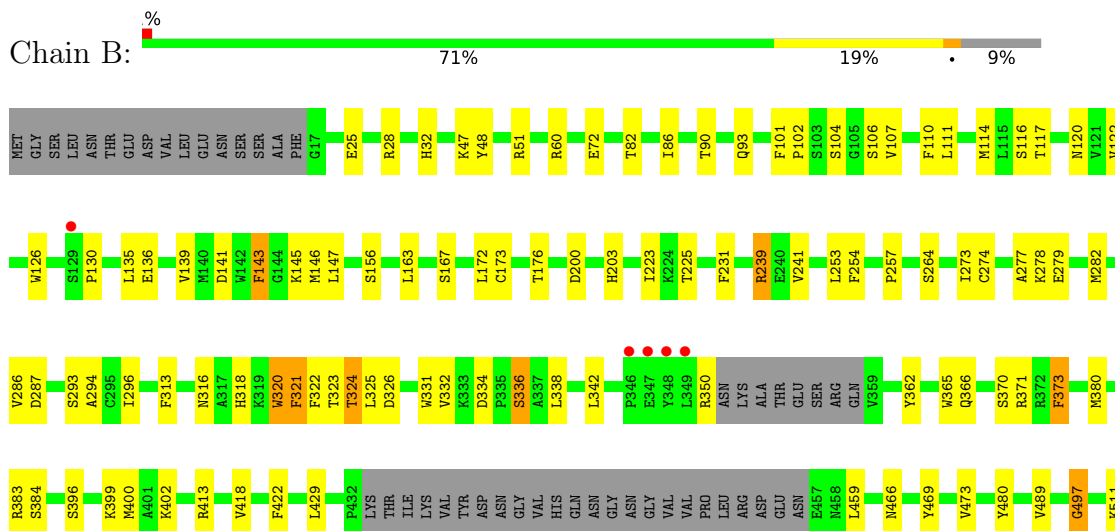 .%
Chain B:
71% 19% • 9%
MET GLY SER LEU ASN THR GLU ASP VAL LEU GLU ASN SER SER ALA PHE G17 E25 R28 H32 K47 Y48 R51 R60 E72 T82 I86 T90 Q93 F101 P102 S103 S104 G105 S106 V107 F110 L111 M114 L115 S116 T117 N120 V121
W126 S129 P130 L135 E136 V139 M140 D141 W142 F143 G144 K145 M146 L147 S156 L163 S167 L172 C173 T176 D200 H203 I223 K224 T225 F231 R239 E240 V241 L253 F254 P257 S264 I273 C274 A277 K278 E279 M282
V286 D287 S293 A294 C295 I296 F313 N316 A317 H318 K319 W320 F321 F322 T323 T324 L325 D326 W331 V332 K333 D334 P335 S336 A337 L338 L342 P346 E347 Y348 L349 R350 ASN LYS ALA THR GLU SER ARG GLN V359 Y362 W365 Q366 S370 R371 R372 F373 M380
R383 S384 S396 K399 M400 A401 K402 R413 V418 F422 L429 P432 LYS THR ILE LYS VAL TYR ASP ASN GLY VAL HIS GLN ASN GLY ASN GLY VAL VAL PRO LEU ARG ASP GLU ASN E457 N458 L459 N466 Y469 V473 Y480 V489 G497